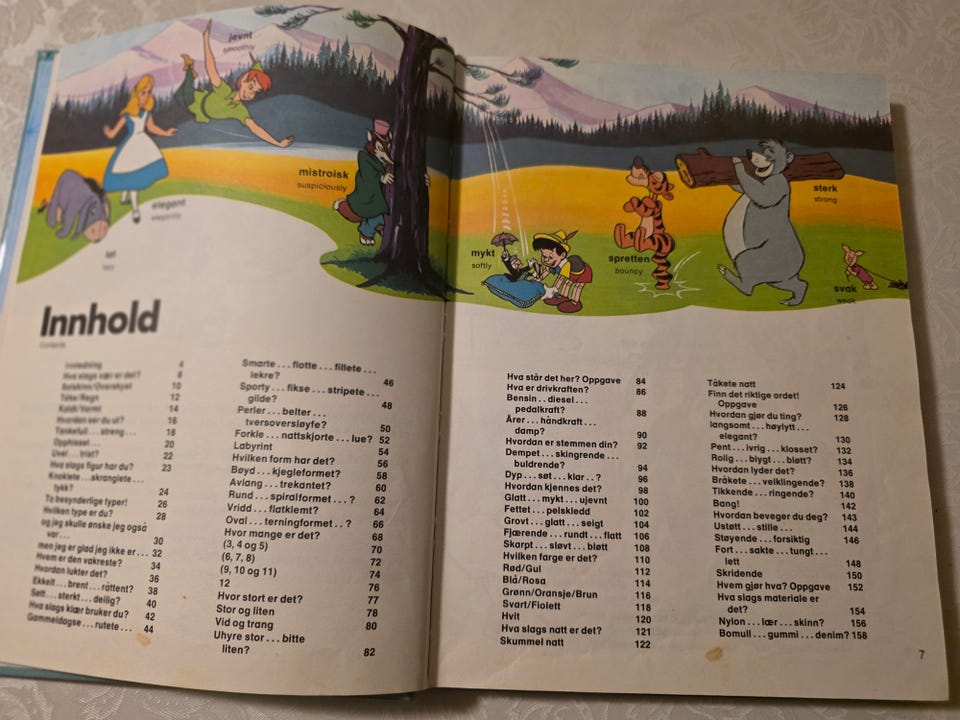 jevnt
smoothly
elegant
elegantly
mistroisk
suspiciously
mykt
softly
spretten
bouncy
sterk
strong
svak
weak
Innhold
Contents
Innledning 4
Hva slags vær er det? 8
Solskinn/Overskyet 10
Tåke/Regn 12
Kaldt/Varmt 14
Hvordan ser du ut? 16
Tankefull . . . streng . . . 18
Opphisset . . . 20
Uvel . . . trist? 22
Hva slags figur har du? 23
Knoklete . . . skranglete . . .
tykk? 24
To besynderlige typer! 26
Hvilken type er du? 28
og jeg skulle ønske jeg også
var . . . 30
men jeg er glad jeg ikke er . . . 32
Hvem er den vakreste? 34
Hvordan lukter det? 36
Ekkelt . . . brent . . . råttent? 38
Søtt . . . sterkt . . . deilig? 40
Hva slags klær bruker du? 42
Gammeldagse . . . rutete . . . 44
Smarte . . . flotte . . . fillete . . .
lekre? 46
Sporty . . . fikse . . . stripete . . .
gilde? 48
Perler . . . belter . . .
tversoversløyfe? 50
Forkle . . . nattskjorte . . . lue? 52
Labyrint 54
Hvilken form har det? 56
Bøyd . . . kjegleformet? 58
Avlang . . . trekantet? 60
Rund . . . spiralformet . . . ? 62
Vridd . . . flatklemt? 64
Oval . . . terningformet . . ? 66
Hvor mange er det? 68
(3, 4 og 5) 70
(6, 7, 8) 72
(9, 10 og 11) 74
12 76
Hvor stort er det? 77
Stor og liten 78
Vid og trang 80
Uhyre stor . . . bitte
liten? 82
Hva står det her? Oppgave 84
Hva er drivkraften? 86
Bensin . . diesel . . .
pedalkraft? 88
Årer . . . håndkraft . . .
damp? 90
Hvordan er stemmen din? 92
Dempet . . . skingrende . . .
buldrende? 94
Dyp . . . søt . . . klar . . ? 96
Hvordan kjennes det? 98
Glatt . . . mykt . . . ujevnt 100
Fettet . . . pelskledd 102
Grovt . . . glatt . . . seigt 104
Fjærende . . . rundt . . . flatt 106
Skarpt . . . sløvt . . . bløtt 108
Hvilken farge er det? 110
Rød/Gul 112
Blå/Rosa 114
Grønn/Oransje/Brun 116
Svart/Fiolett 118
Hvit 120
Hva slags natt er det? 121
Skummel natt 122
Tåkete natt 124
Finn det riktige ordet!
Oppgave 126
Hvordan gjør du ting? 128
langsomt . . . høylytt . . .
elegant? 130
Pent . . . ivrig . . . klosset? 132
Rolig . . . blygt . . . bløtt? 134
Hvordan lyder det? 136
Bråkete . . . velklingende? 138
Tikkende . . . ringende? 140
Bang! 142
Hvordan beveger du deg? 143
Ustøtt . . . stille . . . 144
Støyende . . . forsiktig 146
Fort . . . sakte . . . tungt . . .
lett 148
Skridende 150
Hvem gjør hva? Oppgave 152
Hva slags materiale er
det? 154
Nylon . . . lær . . . skinn? 156
Bomull . . . gummi . . . denim? 158
7